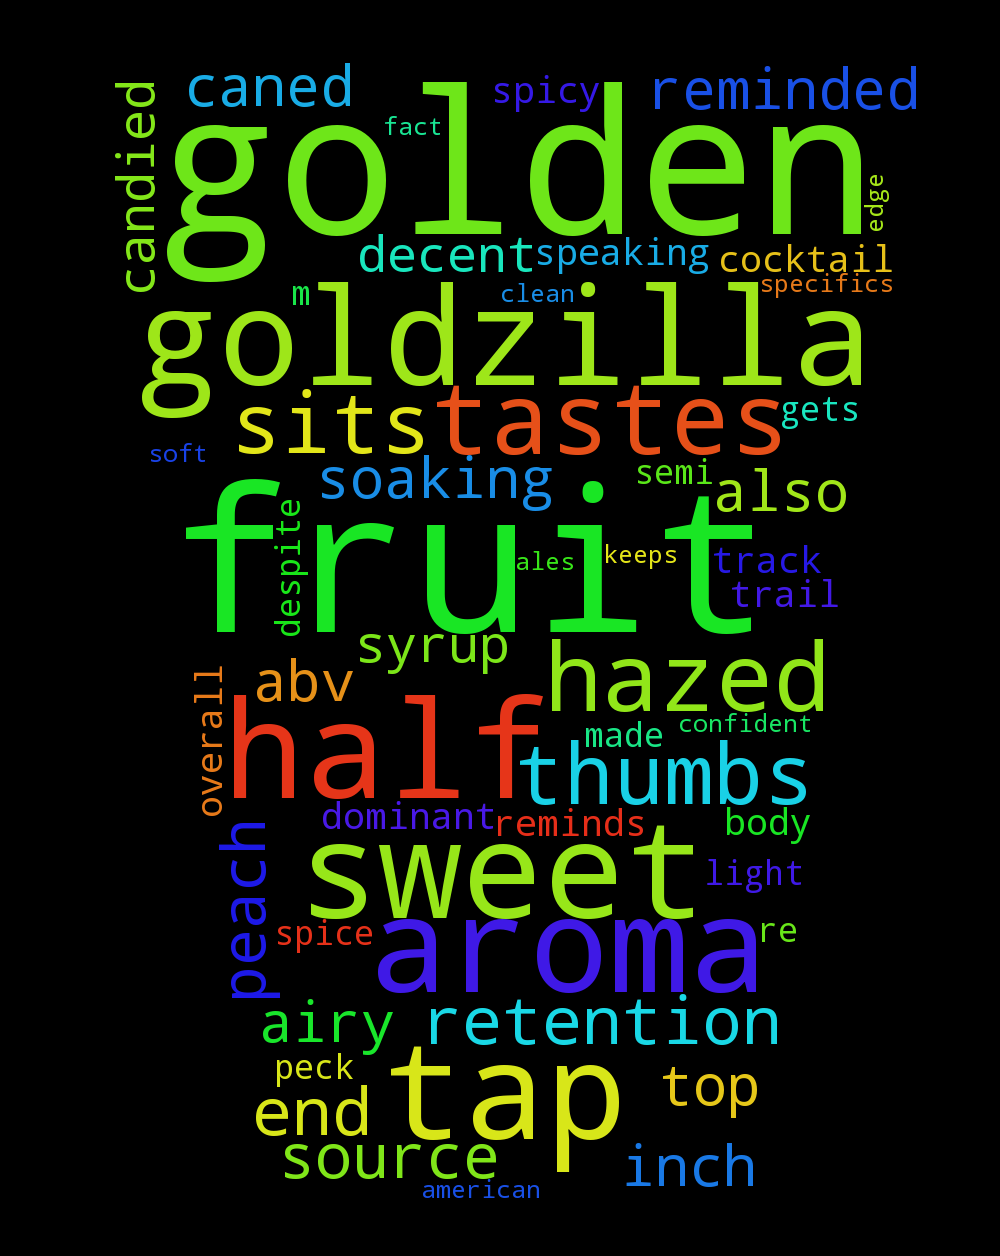 caned
spicy
reminded
candied
fact
golden
edge
decent
speaking
cocktail
specifics
m
clean
goldzilla
sits
tastes
gets
soft
soaking
semi
also
fruit
despite
ales
keeps
track
trail
syrup
hazed
abv
overall
half
confident
made
thumbs
dominant
reminds
body
peach
sweet
light
spice
aroma
re
airy
retention
peck
tap
top
end
source
inch
american